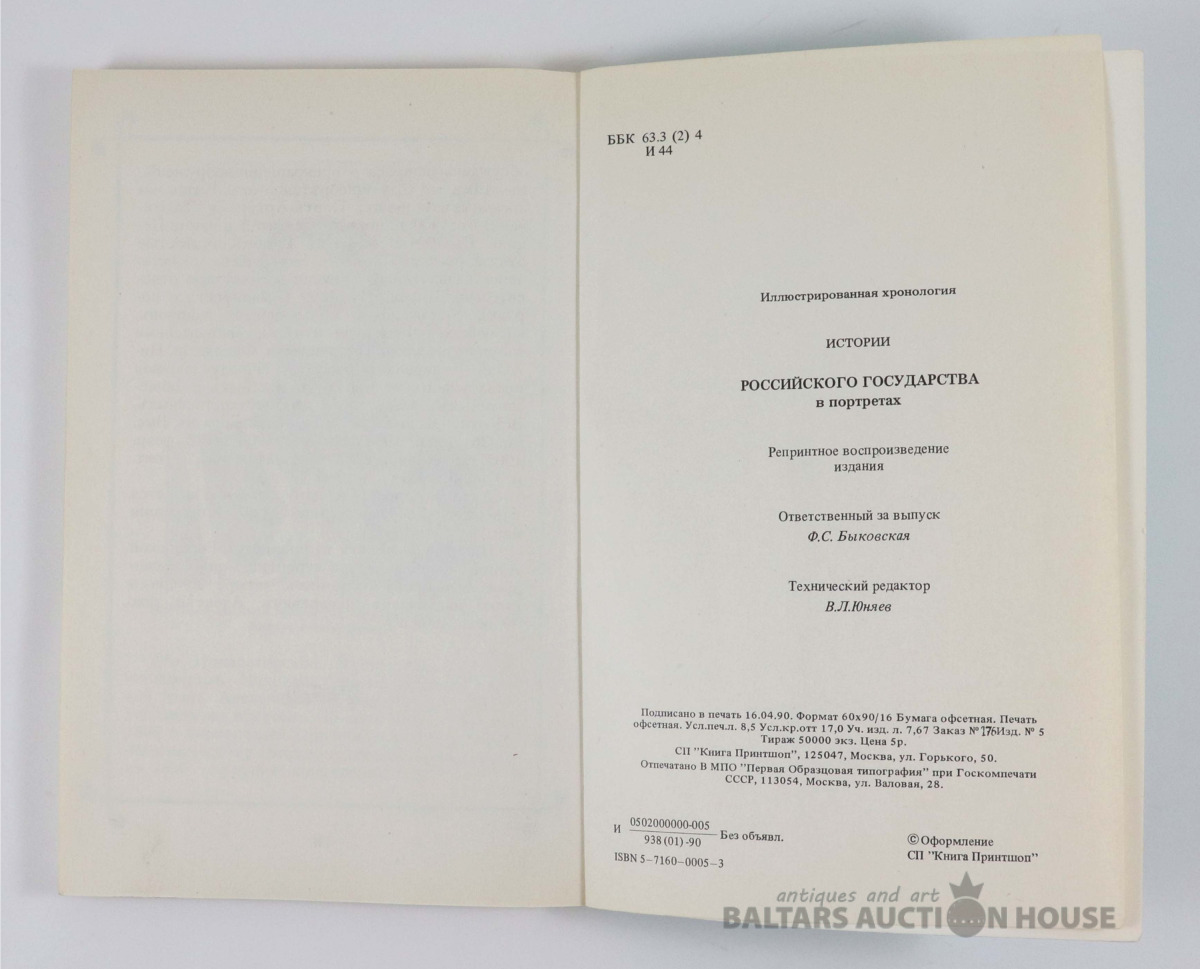 ББК 63.3 (2) 4
И 44
Иллюстрированная хронология
ИСТОРИИ
РОССИЙСКОГО ГОСУДАРСТВА
в портретах
Репринтное воспроизведение
издания
Ответственный за выпуск
Ф.С. Быковская
Технический редактор
В.Л.Юняев
Подписано в печать 16.04.90. Формат 60x90/16 Бумага офсетная. Печать
офсетная. Усл.печ.л. 8,5 Усл.кр.отт 17,0 Уч. изд. л. 7,67 Заказ № 176 Изд. № 5
Тираж 50000 экз. Цена 5р.
СП "Книга Принтшоп", 125047, Москва, ул. Горького, 50.
Отпечатано В МПО "Первая Образцовая типография" при Госкомпечати
СССР, 113054, Москва, ул. Валовая, 28.
И 0502000000-005
938 (01) -90 Без объявл.
ISBN 5-7160-0005-3
© Оформление
СП "Книга Принтшоп"
antiques and art
BALTARS AUCTION HOUSE